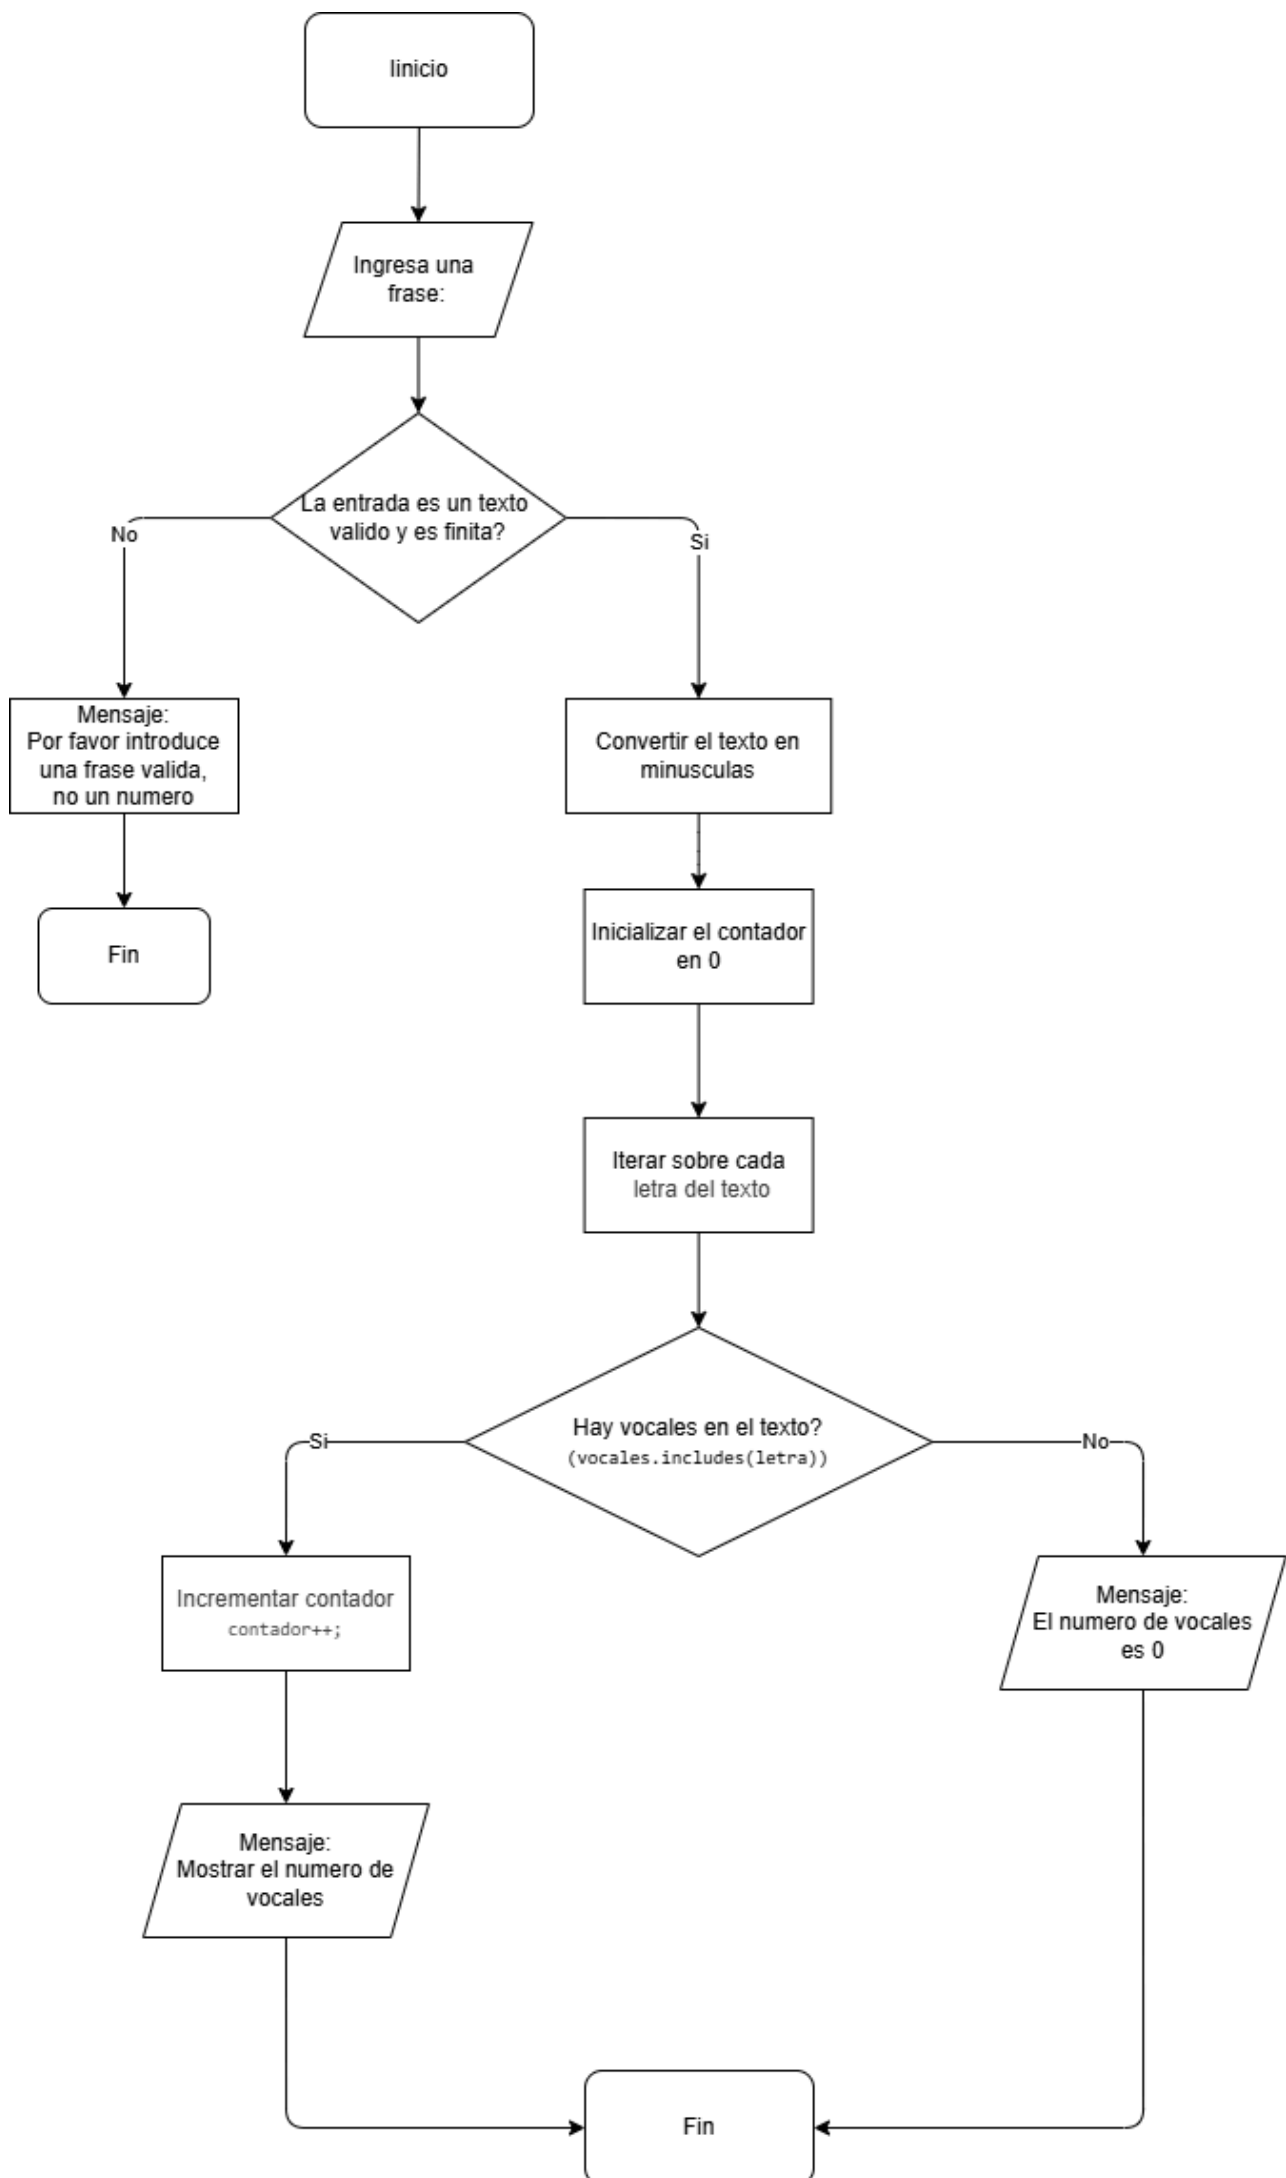 Iinicio
Ingresa una
frase:
La entrada es un texto
valido y es finita?
No
Si
Mensaje:
Por favor introduce
una frase valida,
no un numero
Convertir el texto en
minusculas
Fin
Inicializar el contador
en 0
Iterar sobre cada
letra del texto
Hay vocales en el texto?
(vocales.includes(letra))
Si
No
Incrementar contador
contador++;
Mensaje:
El numero de vocales
es 0
Mensaje:
Mostrar el numero de
vocales
Fin